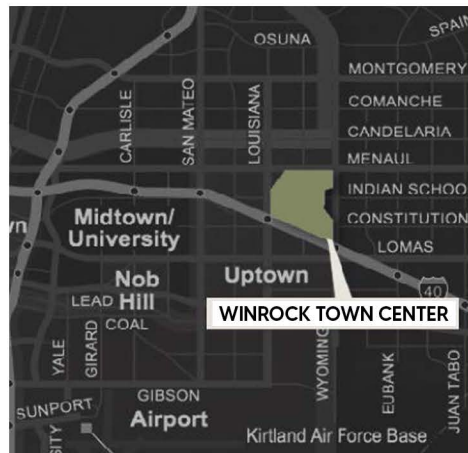 OSUNA
SPAIN
MONTGOMERY
COMANCHE
CARLISLE
SAN MATEO
LOUISIANA
CANDELARIA
MENAUL
INDIAN SCHOO
CONSTITUTION
wn
Midtown/
University
LOMAS
Nob
Hill
Uptown
40
LEAD
WINROCK TOWN CENTER
COAL
YALE
GIRARD
WYOMING
EUBANK
JUAN TABO
GIBSON
SUNPORT
Airport
Kirtland Air Force Base
SITY